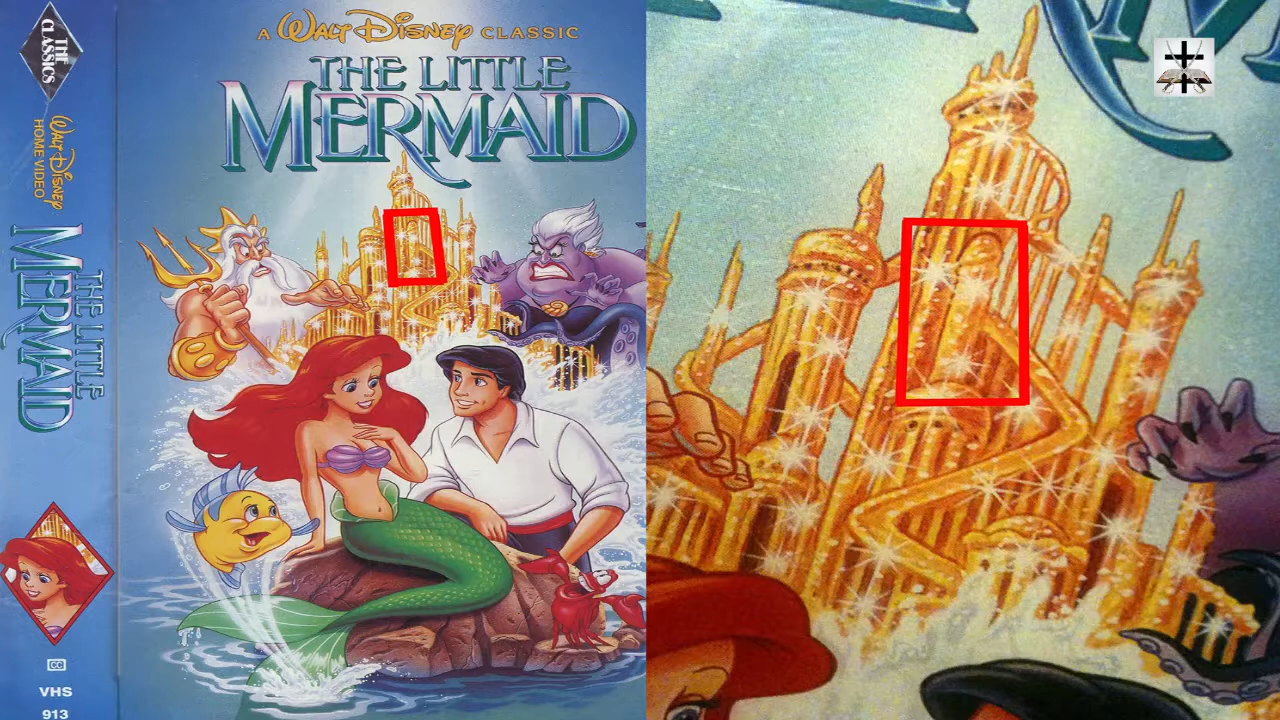 THE
CLASSICS
WALT DISNEY
HOME VIDEO
THE LITTLE
MERMAID
CC
VHS
913
A WALT DISNEY CLASSIC
THE LITTLE
MERMAID